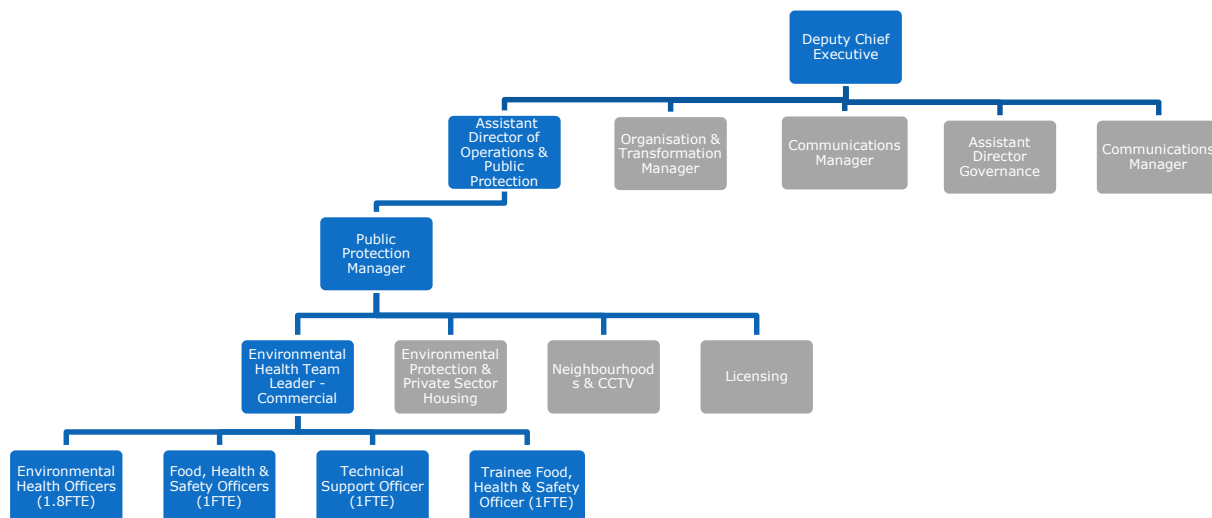 Deputy Chief
Executive
Assistant
Director of
Operations &
Public
Protection
Organisation &
Transformation
Manager
Communications
Manager
Assistant
Director
Governance
Communications
Manager
Public
Protection
Manager
Environmental
Health Team
Leader -
Commercial
Environmental
Protection &
Private Sector
Housing
Neighbourhood
s & CCTV
Licensing
Environmental
Health Officers
(1.8FTE)
Food, Health &
Safety Officers
(1FTE)
Technical
Support Officer
(1FTE)
Trainee Food,
Health & Safety
Officer (1FTE)